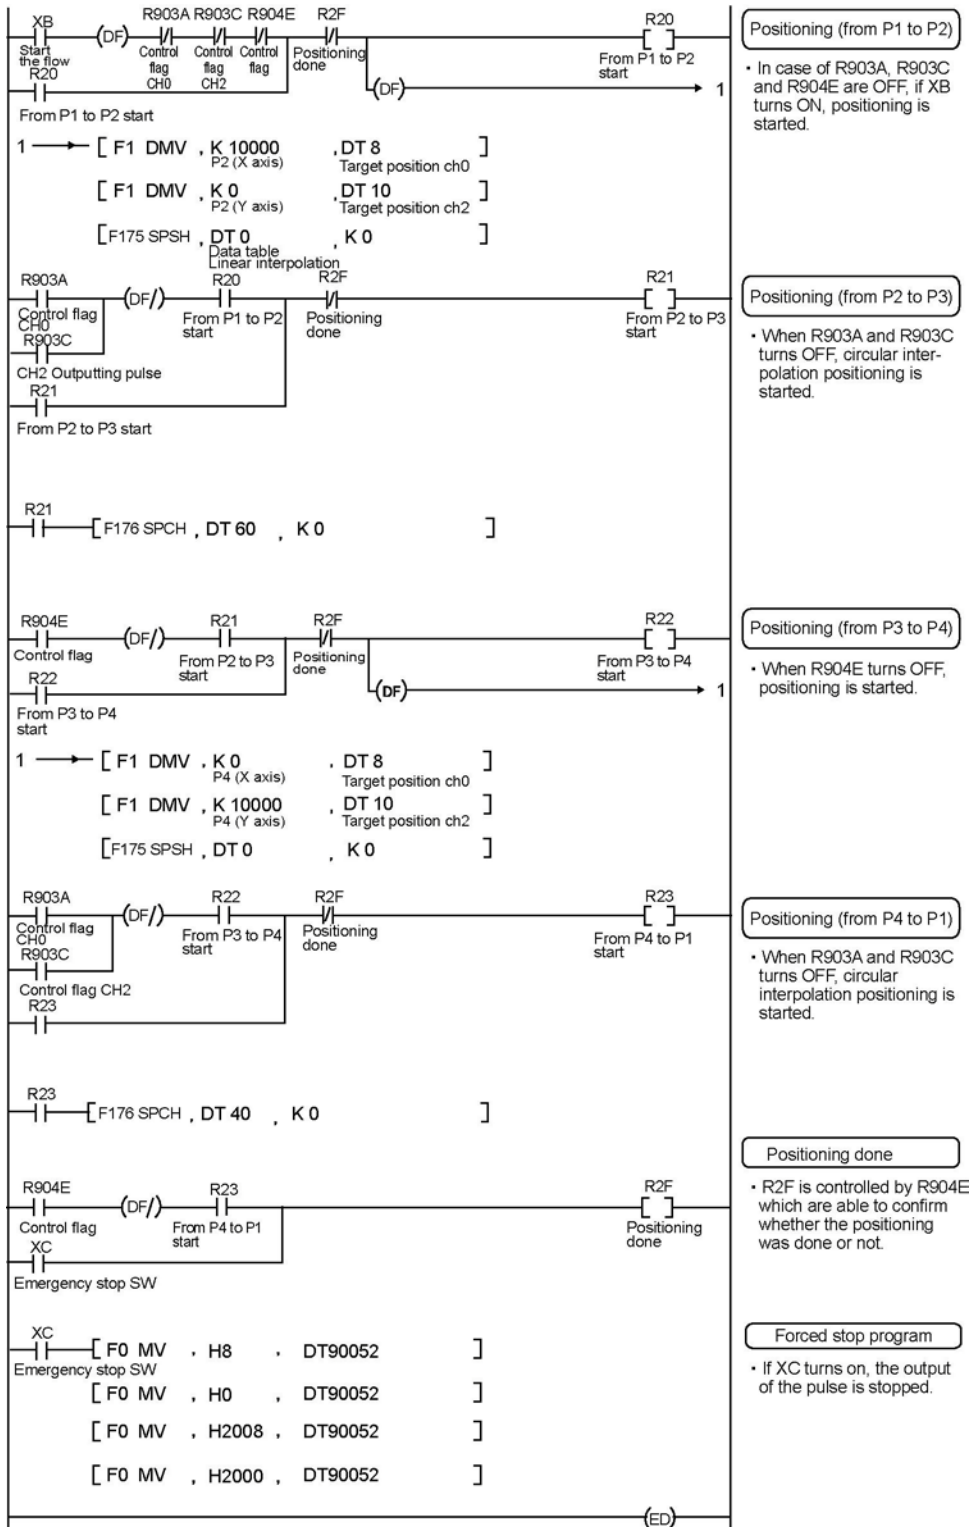 XB
Start
the flow
(DF)
R903A R903C R904E
Control
flag
CH0
Control
flag
CH2
Control
flag
R2F
Positioning
done
R20
From P1 to P2
start
R20
From P1 to P2 start
(DF) 1
Positioning (from P1 to P2)
・In case of R903A, R903C
and R904E are OFF, if XB
turns ON, positioning is
started.
1 [ F1 DMV , K 10000 , DT 8 ]
P2 (X axis) Target position ch0
[ F1 DMV , K 0 , DT 10 ]
P2 (Y axis) Target position ch2
[F175 SPSH , DT 0 , K 0 ]
Data table
Linear interpolation
R903A
Control flag
CH0
(DF/)
R20
From P1 to P2
start
R2F
Positioning
done
R21
From P2 to P3
start
R903C
CH2 Outputting pulse
R21
From P2 to P3 start
Positioning (from P2 to P3)
・When R903A and R903C
turns OFF, circular inter-
polation positioning is
started.
R21
[ F176 SPCH , DT 60 , K 0 ]
R904E
Control flag
(DF/)
R21
From P2 to P3
start
R2F
Positioning
done
R22
From P3 to P4
start
R22
From P3 to P4
start
(DF) 1
Positioning (from P3 to P4)
・When R904E turns OFF,
positioning is started.
1 [ F1 DMV , K 0 , DT 8 ]
P4 (X axis) Target position ch0
[ F1 DMV , K 10000 , DT 10 ]
P4 (Y axis) Target position ch2
[F175 SPSH , DT 0 , K 0 ]
R903A
Control flag
CH0
(DF/)
R22
From P3 to P4
start
R2F
Positioning
done
R23
From P4 to P1
start
R903C
Control flag CH2
R23
Positioning (from P4 to P1)
・When R903A and R903C
turns OFF, circular
interpolation positioning is
started.
R23
[ F176 SPCH , DT 40 , K 0 ]
R904E
Control flag
(DF/)
R23
From P4 to P1
start
R2F
Positioning
done
XC
Emergency stop SW
Positioning done
・R2F is controlled by R904E
which are able to confirm
whether the positioning
was done or not.
XC
Emergency stop SW
[ F0 MV , H8 , DT90052 ]
[ F0 MV , H0 , DT90052 ]
[ F0 MV , H2008 , DT90052 ]
[ F0 MV , H2000 , DT90052 ]
Forced stop program
・If XC turns on, the output
of the pulse is stopped.
(ED)